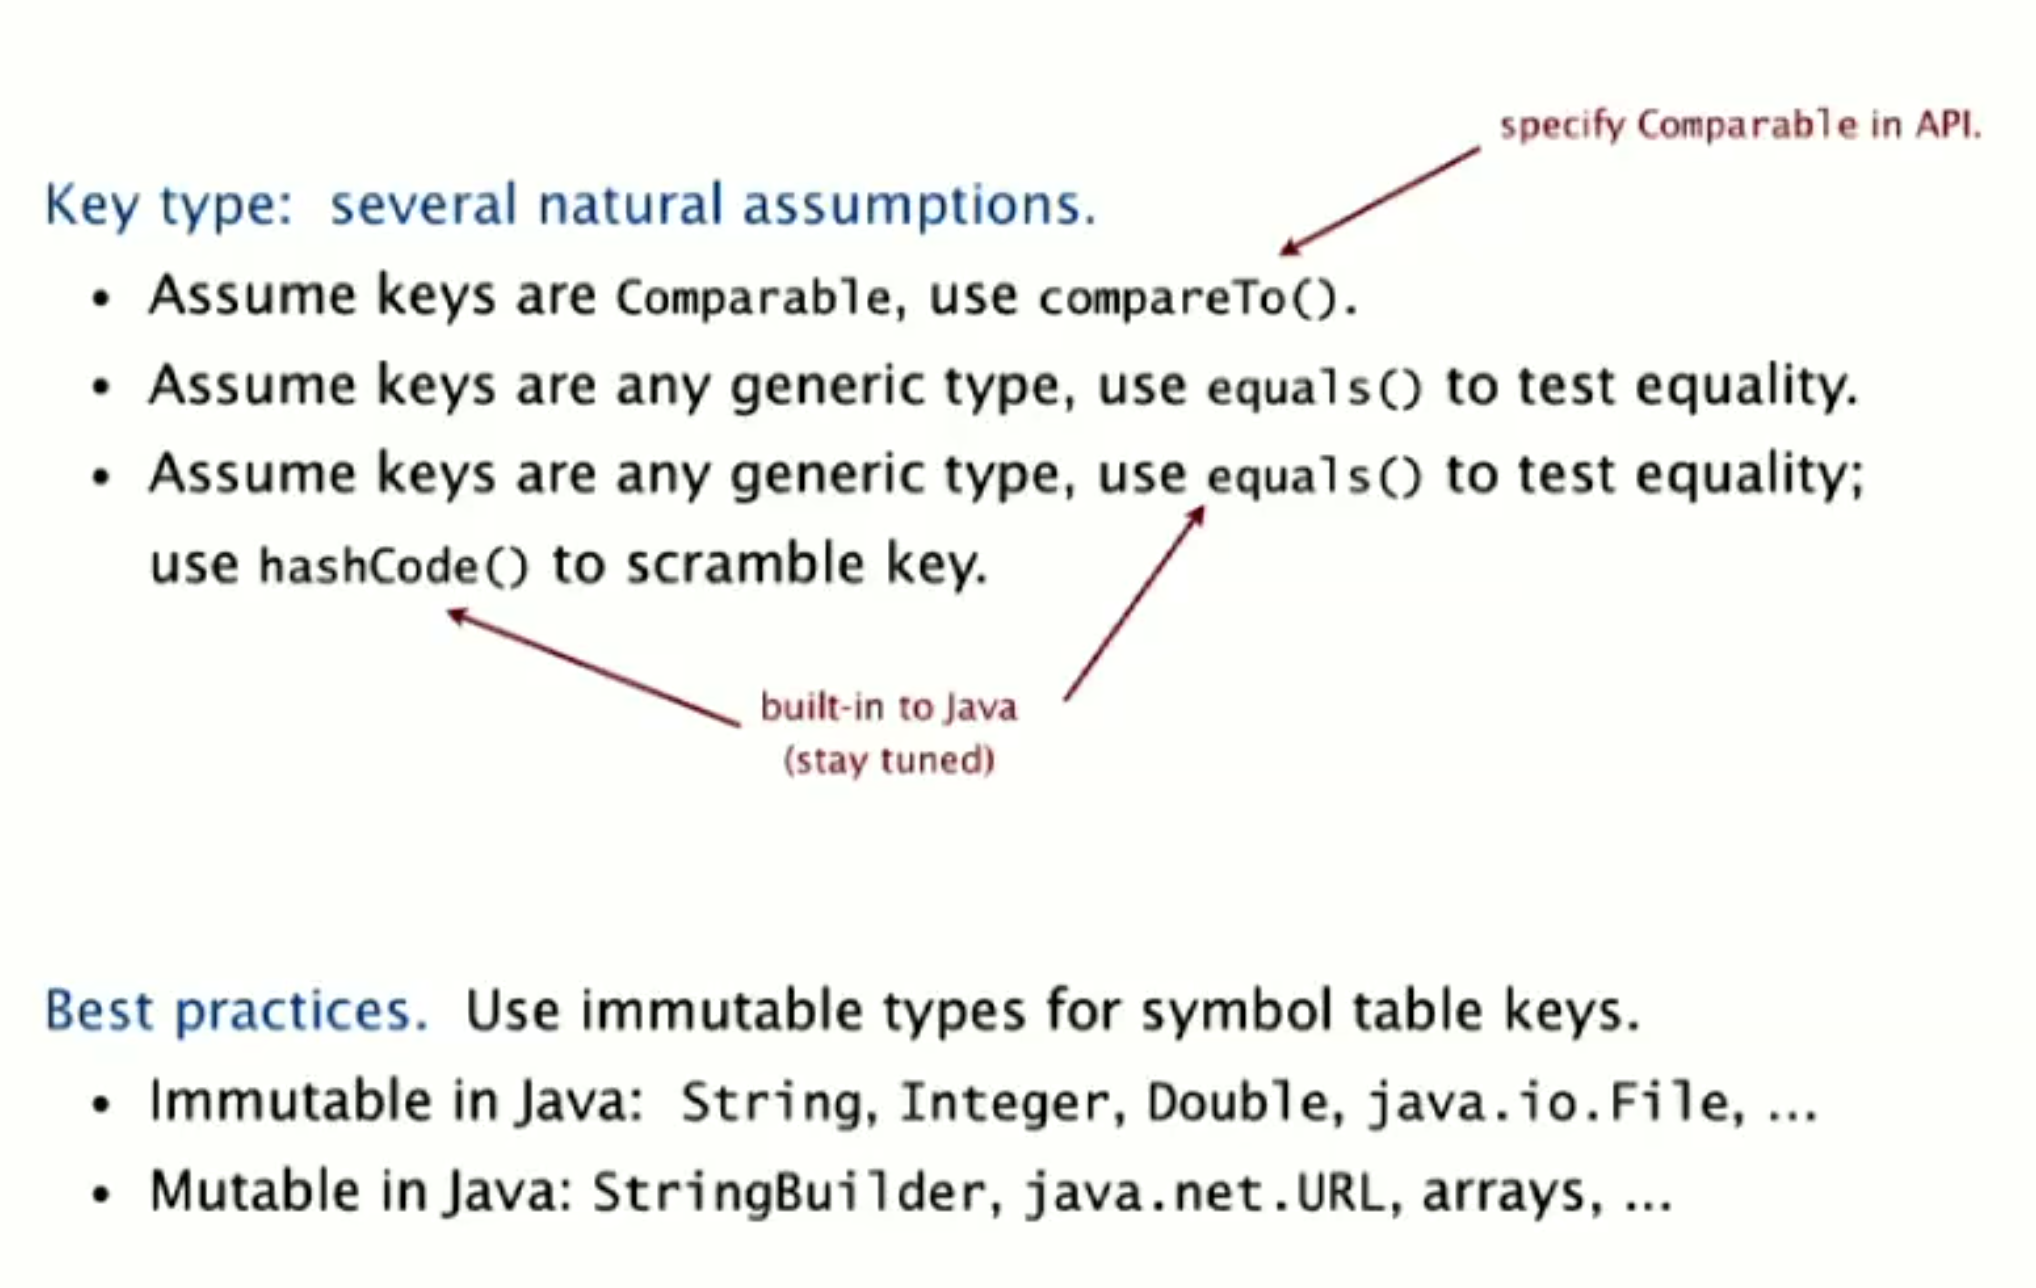 specify Comparable in API.
Key type: several natural assumptions.
• Assume keys are Comparable, use compareTo().
• Assume keys are any generic type, use equals() to test equality.
• Assume keys are any generic type, use equals() to test equality;
use hashCode() to scramble key.
built-in to Java
(stay tuned)
Best practices. Use immutable types for symbol table keys.
• Immutable in Java: String, Integer, Double, java.io.File, ...
• Mutable in Java: StringBuilder, java.net.URL, arrays, ...